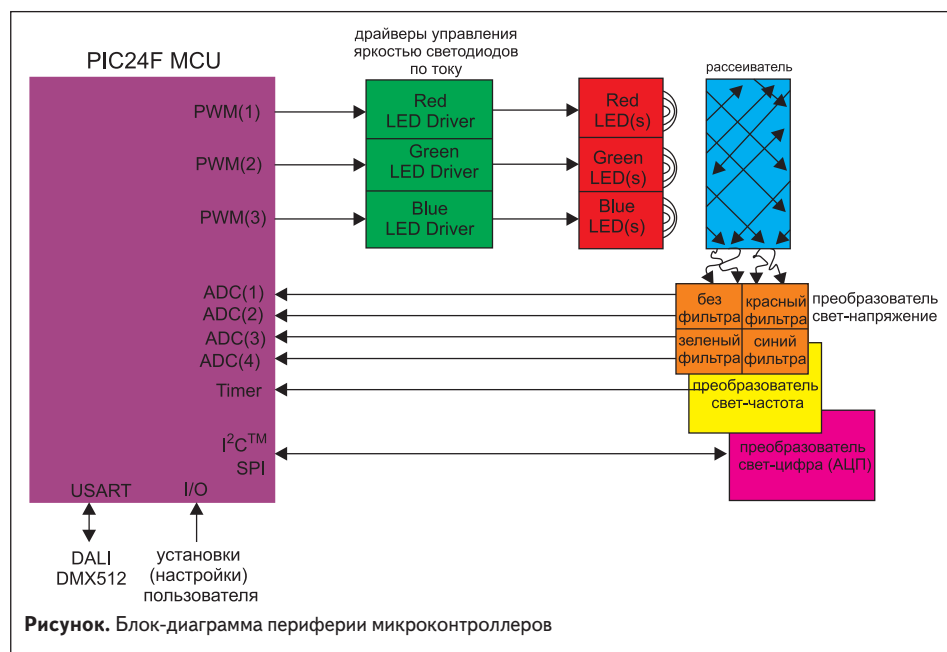 драйверы управления
яркостью светодиодов
по току
PIC24F MCU
рассеиватель
PWM(1)
Red
LED Driver
Red
LED(s)
PWM(2)
Green
LED Driver
Green
LED(s)
PWM(3)
Blue
LED Driver
Blue
LED(s)
ADC(1)
ADC(2)
ADC(3)
ADC(4)
без
фильтра
красный
фильтра
зеленый
фильтра
синий
фильтра
преобразователь
свет-напряжение
Timer
преобразователь
свет-частота
I²C™
SPI
преобразователь
свет-цифра (АЦП)
USART
I/O
DALI
DMX512
установки
(настройки)
пользователя
Рисунок. Блок-диаграмма периферии микроконтроллеров